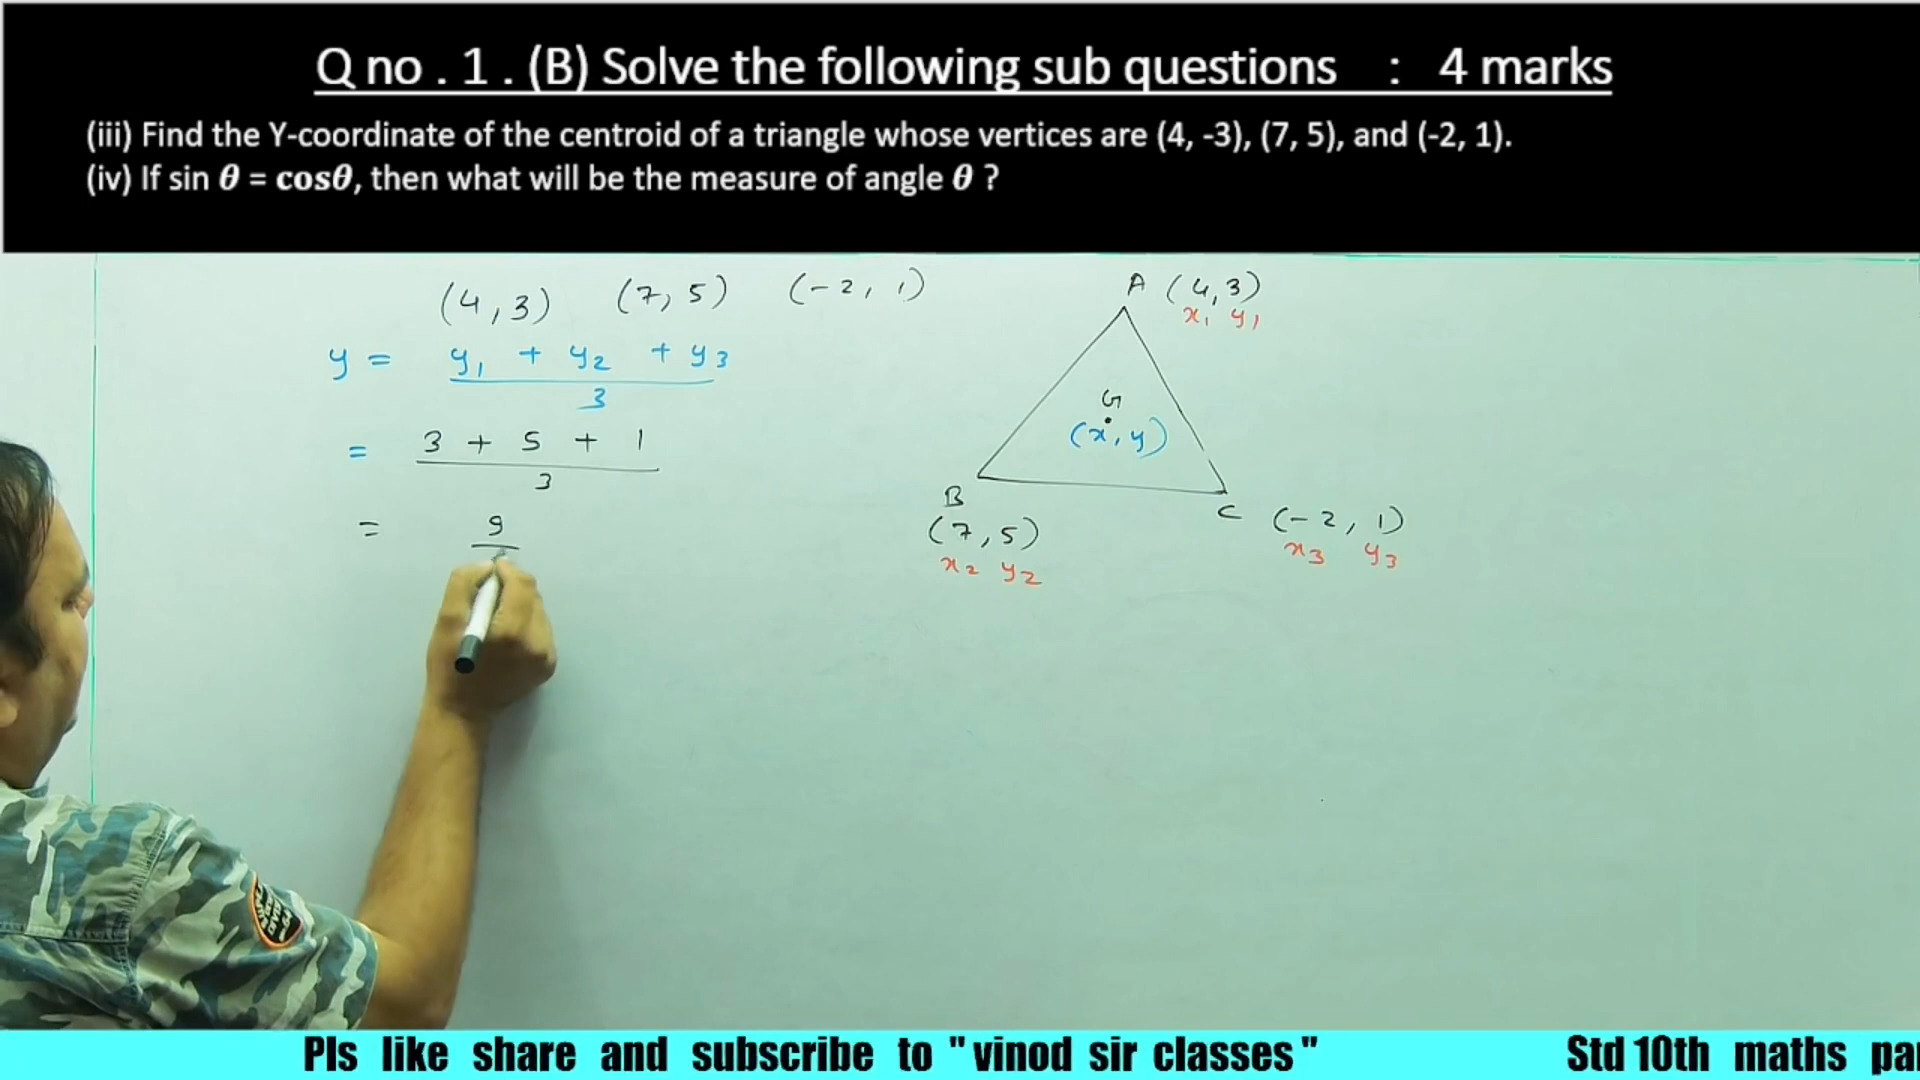 Q no . 1 . (B) Solve the following sub questions : 4 marks
(iii) Find the Y-coordinate of the centroid of a triangle whose vertices are (4, -3), (7, 5), and (-2, 1).
(iv) If sin θ = cosθ, then what will be the measure of angle θ ?
(4, 3) (7, 5) (-2, 1)
y = y₁ + y₂ + y₃
3
= 3 + 5 + 1
3
= 9
A (4, 3)
x₁ y₁
G
(x, y)
B
(7, 5)
x₂ y₂
C (-2, 1)
x₃ y₃
Pls like share and subscribe to "vinod sir classes" Std 10th maths